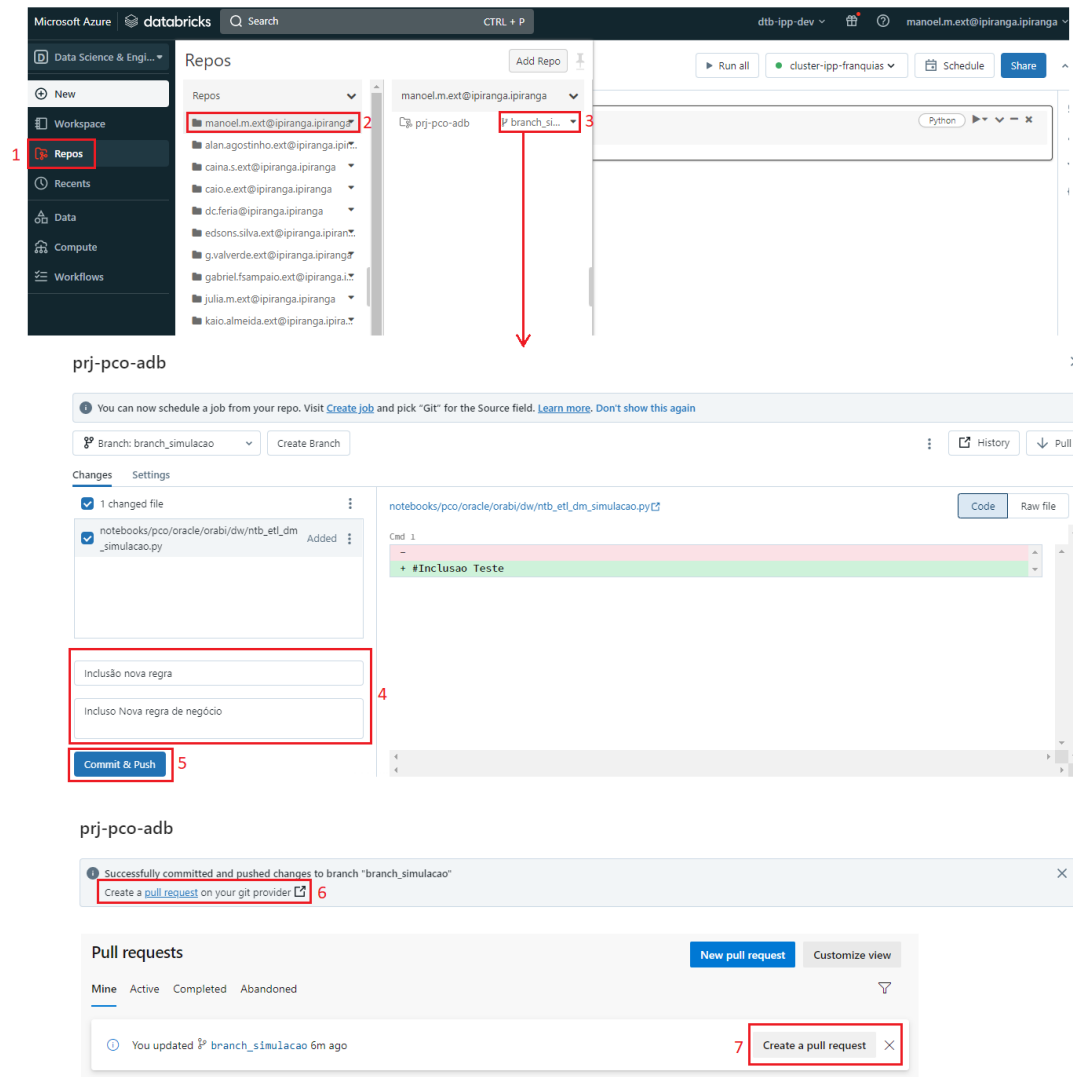 Microsoft Azure databricks Search CTRL + P dtb-ipp-dev manoel.m.ext@ipiranga.ipiranga
D Data Science & Engi... Repos Add Repo Run all cluster-ipp-franquias Schedule Share
New
Workspace
1 Repos
Recents
Data
Compute
Workflows
Repos
manoel.m.ext@ipiranga.ipiranga 2
alan.agostinho.ext@ipiranga.ipir...
caina.s.ext@ipiranga.ipiranga
caio.e.ext@ipiranga.ipiranga
dc.feria@ipiranga.ipiranga
edsons.silva.ext@ipiranga.ipiran...
g.valverde.ext@ipiranga.ipiranga
gabriel.fsampaio.ext@ipiranga.i...
julia.m.ext@ipiranga.ipiranga
kaio.almeida.ext@ipiranga.ipira...
manoel.m.ext@ipiranga.ipiranga
prj-pco-adb branch_si... 3
Python
prj-pco-adb
You can now schedule a job from your repo. Visit Create job and pick “Git” for the Source field. Learn more. Don't show this again
Branch: branch_simulacao Create Branch History Pull
Changes Settings
1 changed file
notebooks/pco/oracle/orabi/dw/ntb_etl_dm
_simulacao.py Added
notebooks/pco/oracle/orabi/dw/ntb_etl_dm_simulacao.py Code Raw file
Cmd 1
-
+ #Inclusao Teste
Inclusão nova regra
4
Incluso Nova regra de negócio
Commit & Push 5
prj-pco-adb
Successfully committed and pushed changes to branch "branch_simulacao"
Create a pull request on your git provider 6
Pull requests New pull request Customize view
Mine Active Completed Abandoned
You updated branch_simulacao 6m ago 7 Create a pull request